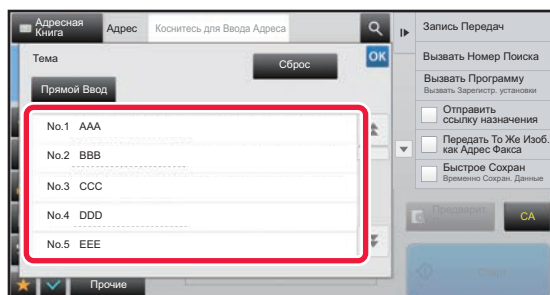 Адресная
Книга
Адрес
Коснитесь для Ввода Адреса
Тема
Сброс
OK
Прямой Ввод
No.1 AAA
No.2 BBB
No.3 CCC
No.4 DDD
No.5 EEE
Прочие
Запись Передач
Вызвать Номер Поиска
Вызвать Программу
Вызвать Зарегистр. установки
Отправить
ссылку назначения
Передать То Же Изоб.
как Адрес Факса
Быстрое Сохран
Временно Сохран. Данные
Предварит.
CA
Старт